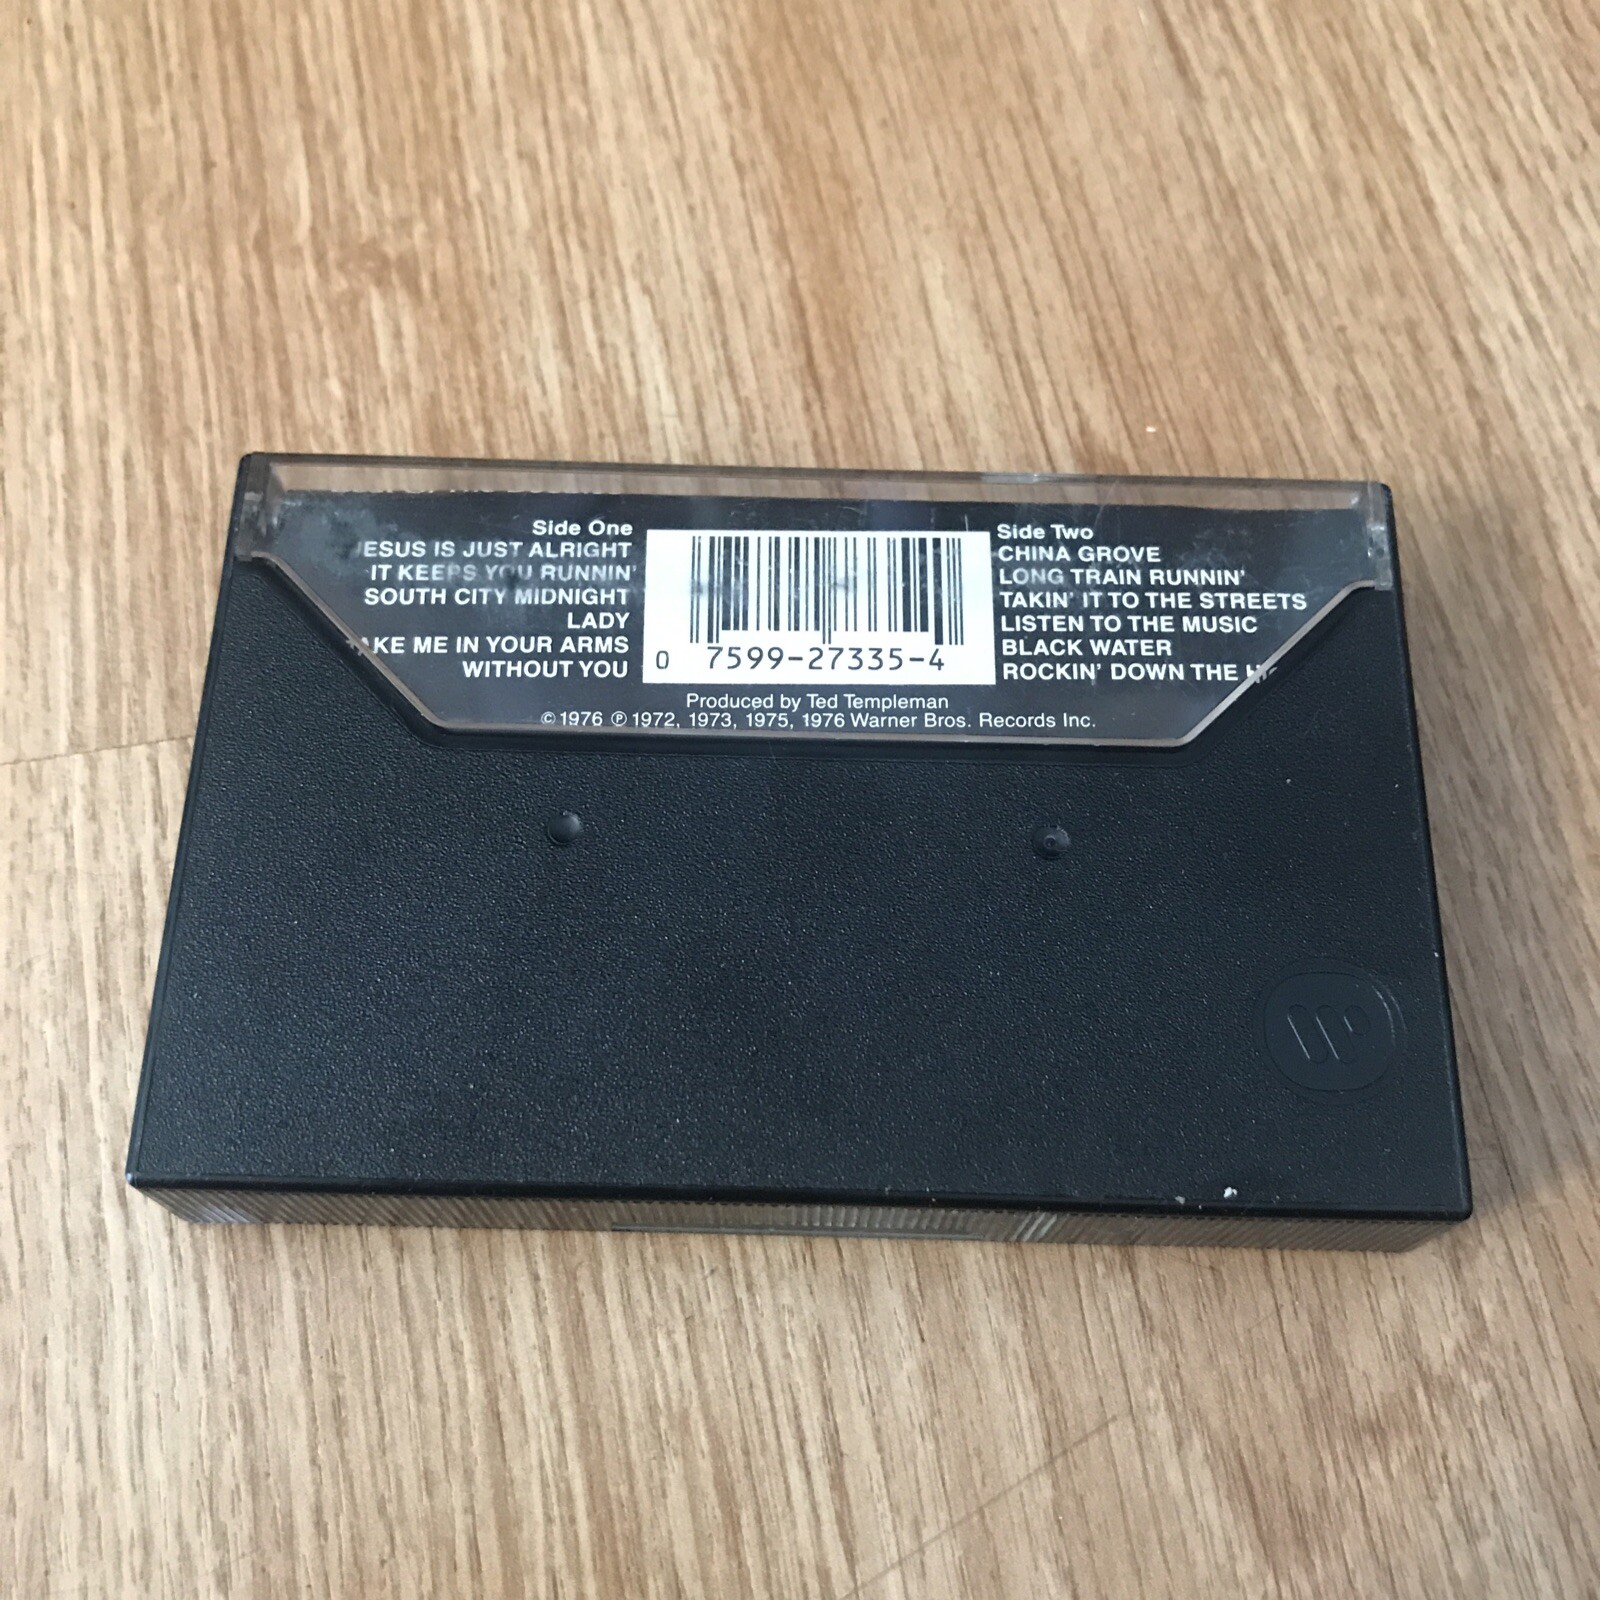 Side One
JESUS IS JUST ALRIGHT
IT KEEPS YOU RUNNIN'
SOUTH CITY MIDNIGHT
LADY
AKE ME IN YOUR ARMS
WITHOUT YOU
0 7599-27335-4
Side Two
CHINA GROVE
LONG TRAIN RUNNIN'
TAKIN' IT TO THE STREETS
LISTEN TO THE MUSIC
BLACK WATER
ROCKIN' DOWN THE
Produced by Ted Templeman
© 1976 ℗ 1972, 1973, 1975, 1976 Warner Bros. Records Inc.